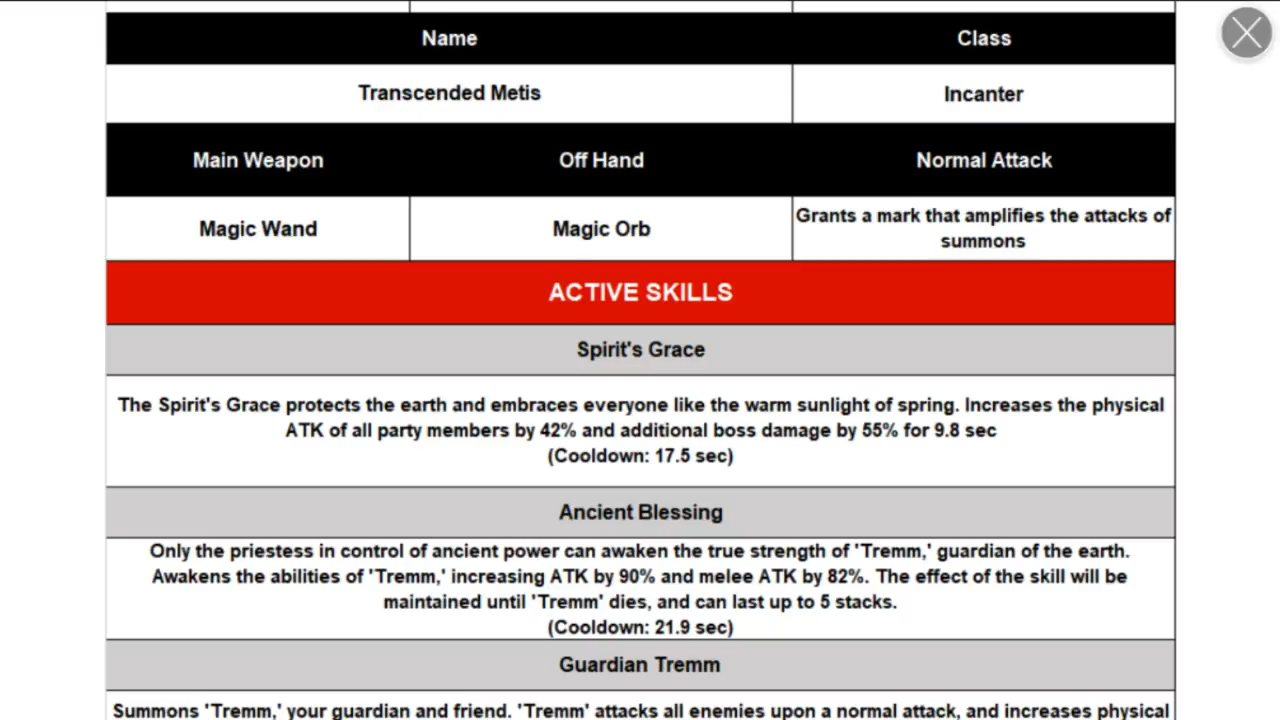 Name Class
Transcended Metis Incanter
Main Weapon Off Hand Normal Attack
Magic Wand Magic Orb Grants a mark that amplifies the attacks of
summons
ACTIVE SKILLS
Spirit's Grace
The Spirit's Grace protects the earth and embraces everyone like the warm sunlight of spring. Increases the physical
ATK of all party members by 42% and additional boss damage by 55% for 9.8 sec
(Cooldown: 17.5 sec)
Ancient Blessing
Only the priestess in control of ancient power can awaken the true strength of 'Tremm,' guardian of the earth.
Awakens the abilities of 'Tremm,' increasing ATK by 90% and melee ATK by 82%. The effect of the skill will be
maintained until 'Tremm' dies, and can last up to 5 stacks.
(Cooldown: 21.9 sec)
Guardian Tremm
Summons 'Tremm,' your guardian and friend. 'Tremm' attacks all enemies upon a normal attack, and increases physical